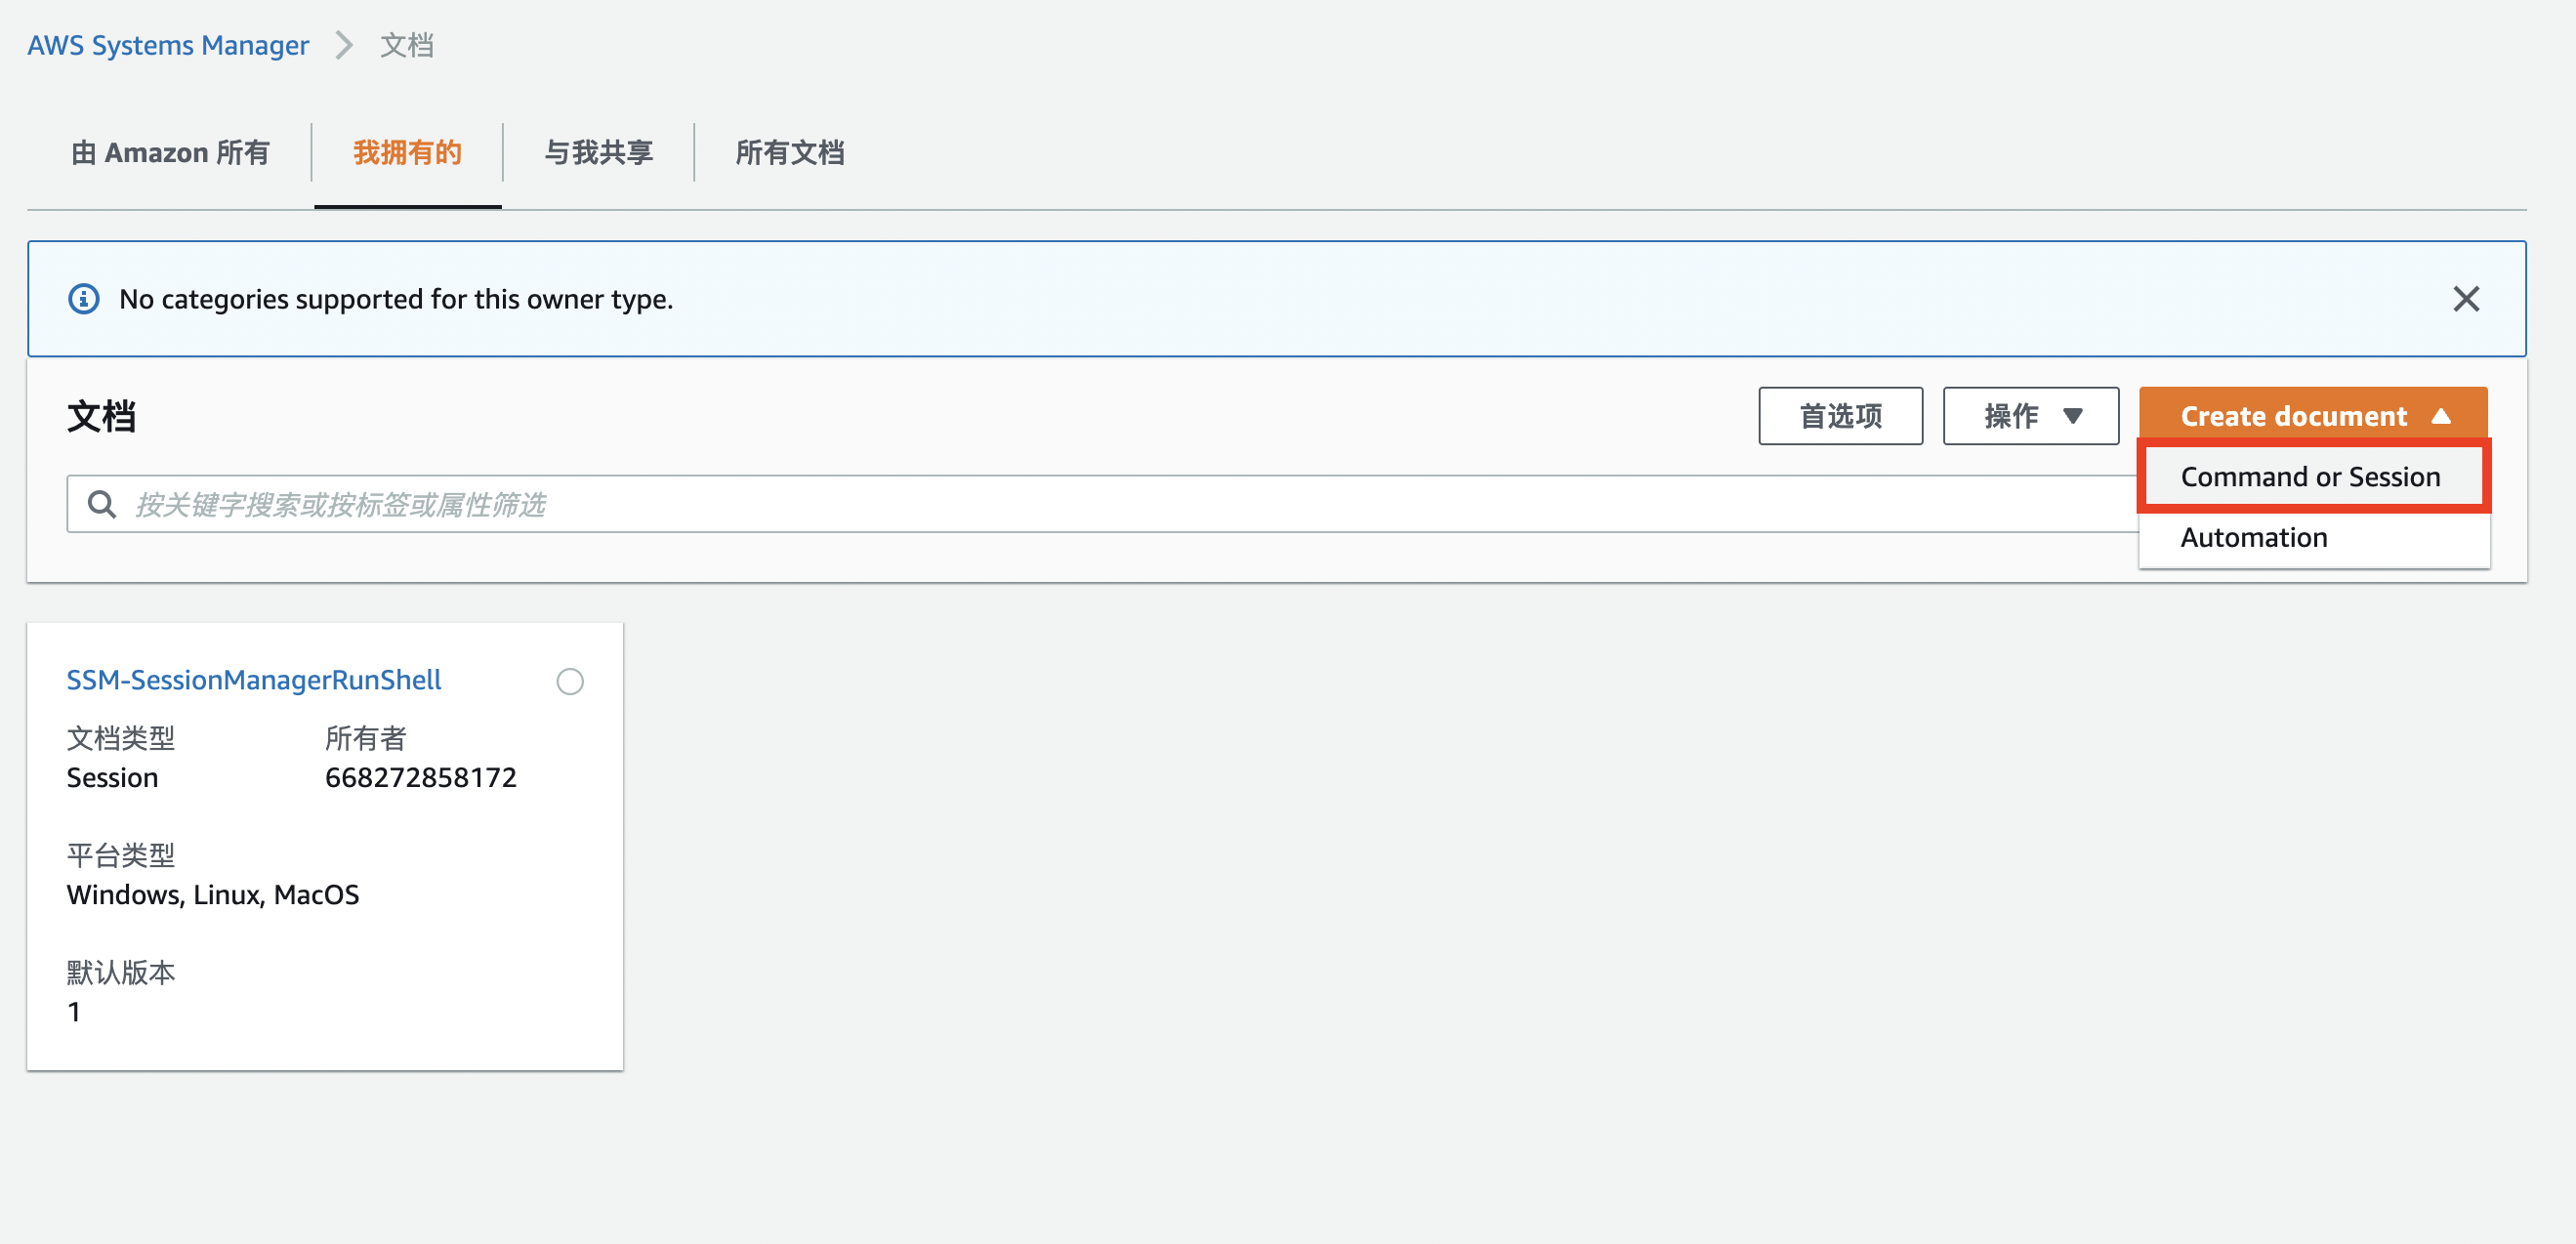 AWS Systems Manager > 文档
由 Amazon 所有 我拥有的 与我共享 所有文档
No categories supported for this owner type.
文档 首选项 操作 Create document
Command or Session
按关键字搜索或按标签或属性筛选
Automation
SSM-SessionManagerRunShell
文档类型 所有者
Session 668272858172
平台类型
Windows, Linux, MacOS
默认版本
1